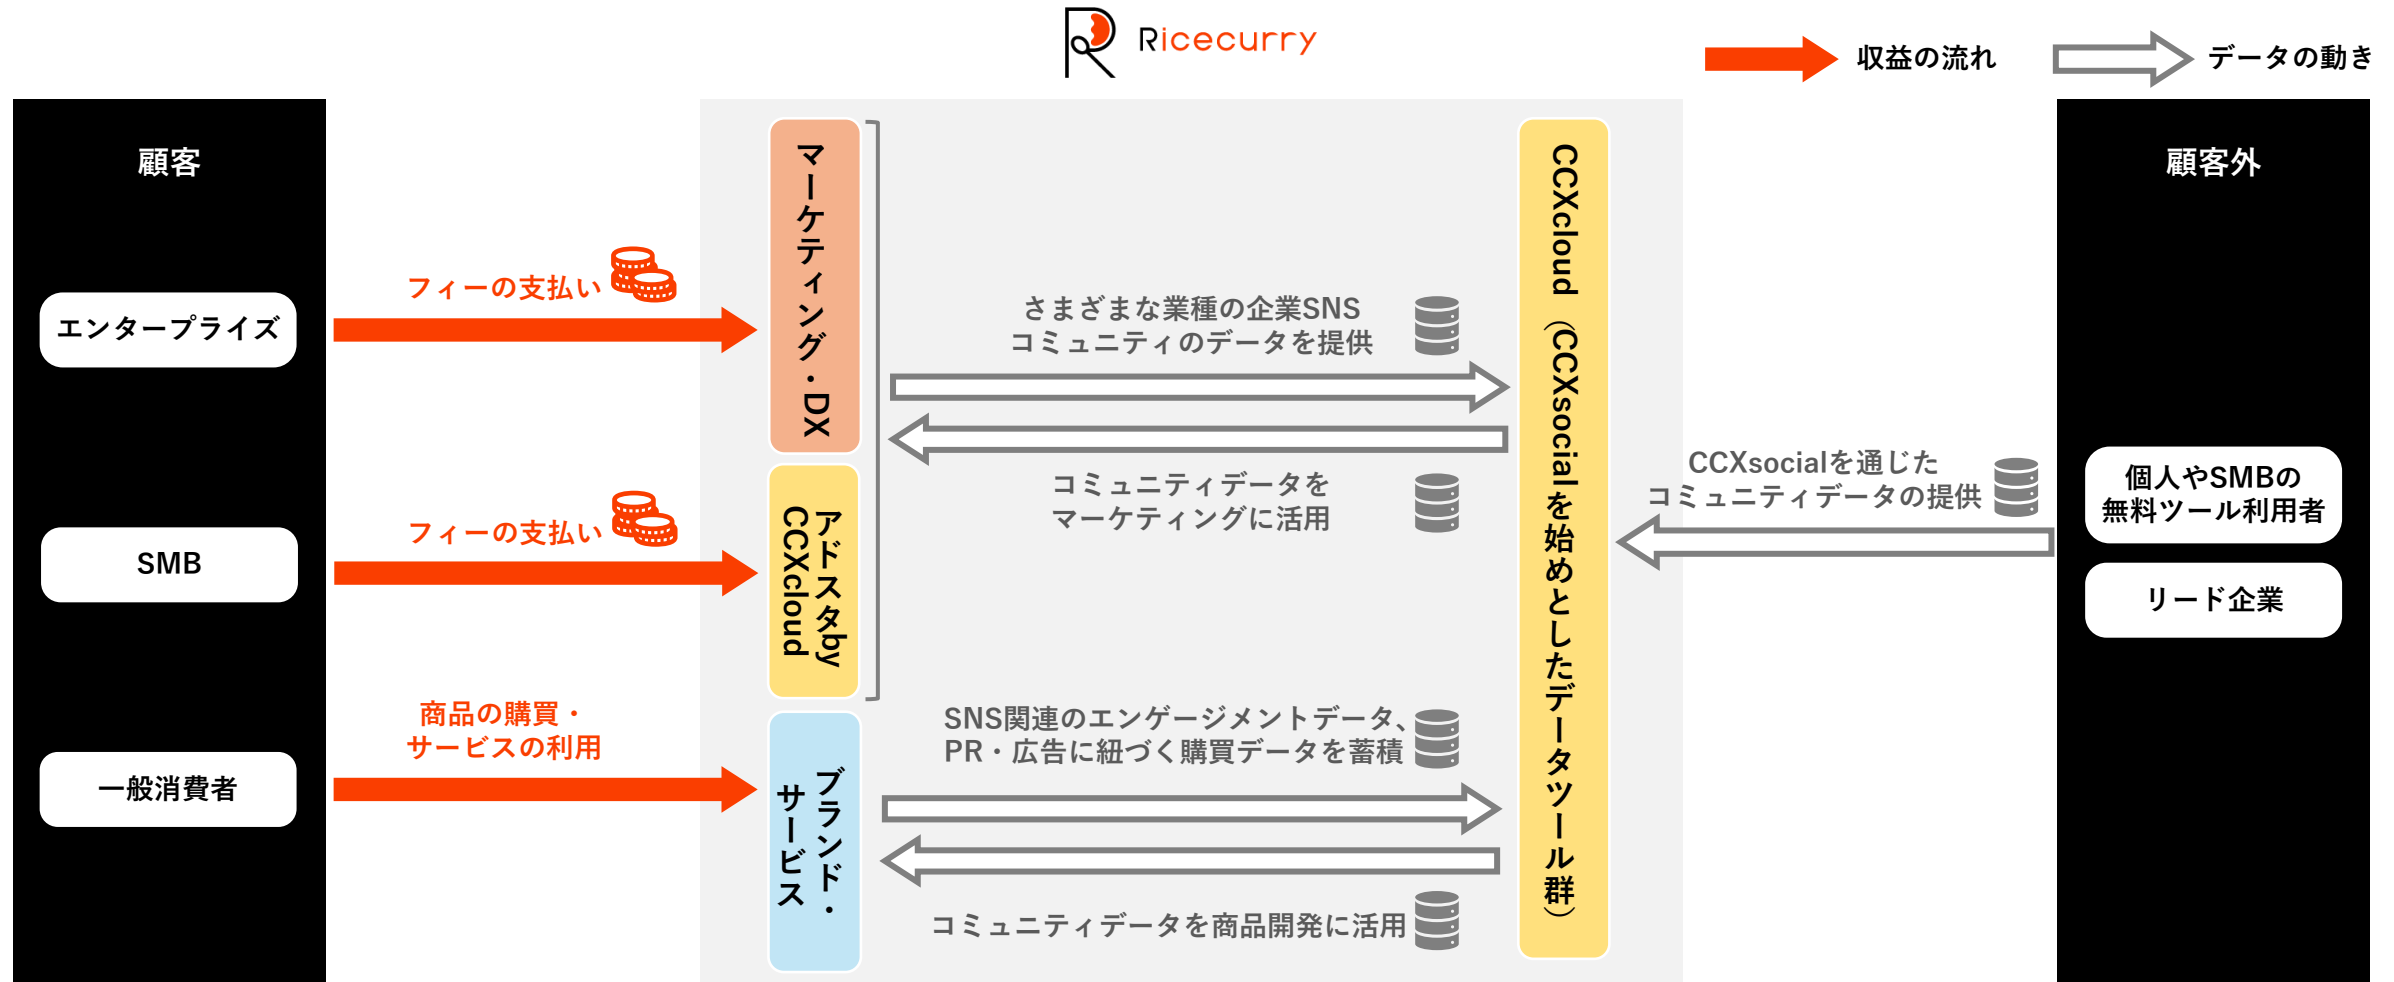 Ricecurry
収益の流れ
データの動き
顧客
エンタープライズ
SMB
一般消費者
フィーの支払い
フィーの支払い
商品の購買・
サービスの利用
マーケティング・DX
アドスタby
CCXcloud
ブランド・
サービス
さまざまな業種の企業SNS
コミュニティのデータを提供
コミュニティデータを
マーケティングに活用
SNS関連のエンゲージメントデータ、
PR・広告に紐づく購買データを蓄積
コミュニティデータを商品開発に活用
CCXcloud（CCXsocialを始めとしたデータツール群）
CCXsocialを通じた
コミュニティデータの提供
顧客外
個人やSMBの
無料ツール利用者
リード企業